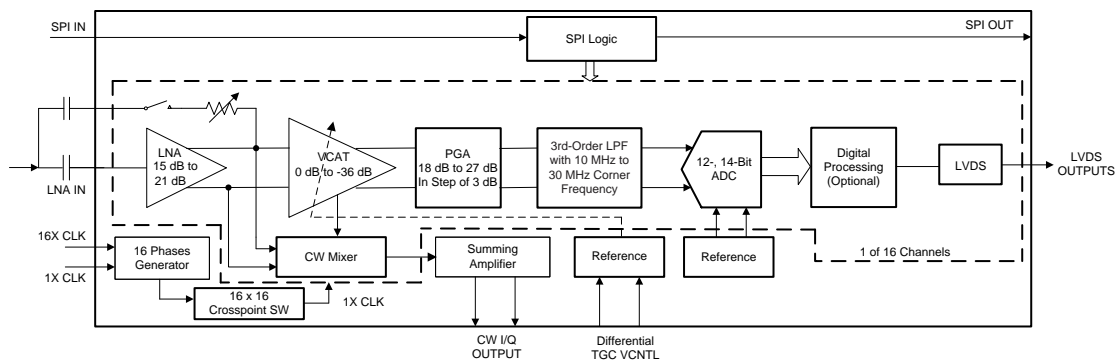 SPI IN
SPI Logic
SPI OUT
LNA
15 dB to
21 dB
VCAT
0 dB to -36 dB
PGA
18 dB to 27 dB
In Step of 3 dB
3rd-Order LPF
with 10 MHz to
30 MHz Corner
Frequency
12-, 14-Bit
ADC
Digital
Processing
(Optional)
LVDS
LVDS
OUTPUTS
LNA IN
16X CLK
1X CLK
16 Phases
Generator
CW Mixer
Summing
Amplifier
Reference
Reference
1 of 16 Channels
16 x 16
Crosspoint SW
1X CLK
CW I/Q
OUTPUT
Differential
TGC VCNTL